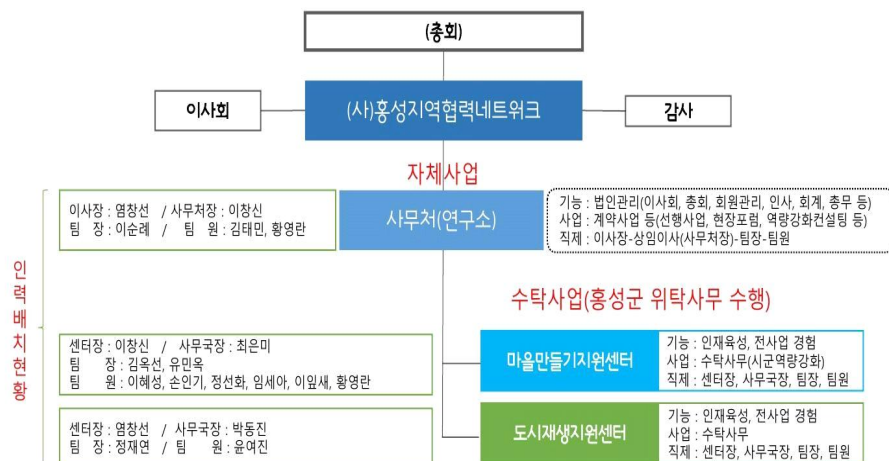 (총회)
이사회
(사)홍성지역협력네트워크
감사
자체사업
이사장 : 염창선 / 사무처장 : 이창신
팀 장 : 이순례 / 팀 원 : 김태민, 황영란
사무처(연구소)
기능 : 법인관리(이사회, 총회, 회원관리, 인사, 회계, 총무 등)
사업 : 계약사업 등(선행사업, 현장포럼, 역량강화컨설팅 등)
직제 : 이사장-상임이사(사무처장)-팀장-팀원
인력배치현황
수탁사업(홍성군 위탁사무 수행)
센터장 : 이창신 / 사무국장 : 최은미
팀 장 : 김옥선, 유민옥
팀 원 : 이혜성, 손인기, 정선화, 임세아, 이잎새, 황영란
마을만들기지원센터
기능 : 인재육성, 전사업 경험
사업 : 수탁사무(시군역량강화)
직제 : 센터장, 사무국장, 팀장, 팀원
센터장 : 염창선 / 사무국장 : 박동진
팀 장 : 정재연 / 팀 원 : 윤여진
도시재생지원센터
기능 : 인재육성, 전사업 경험
사업 : 수탁사무
직제 : 센터장, 사무국장, 팀장, 팀원